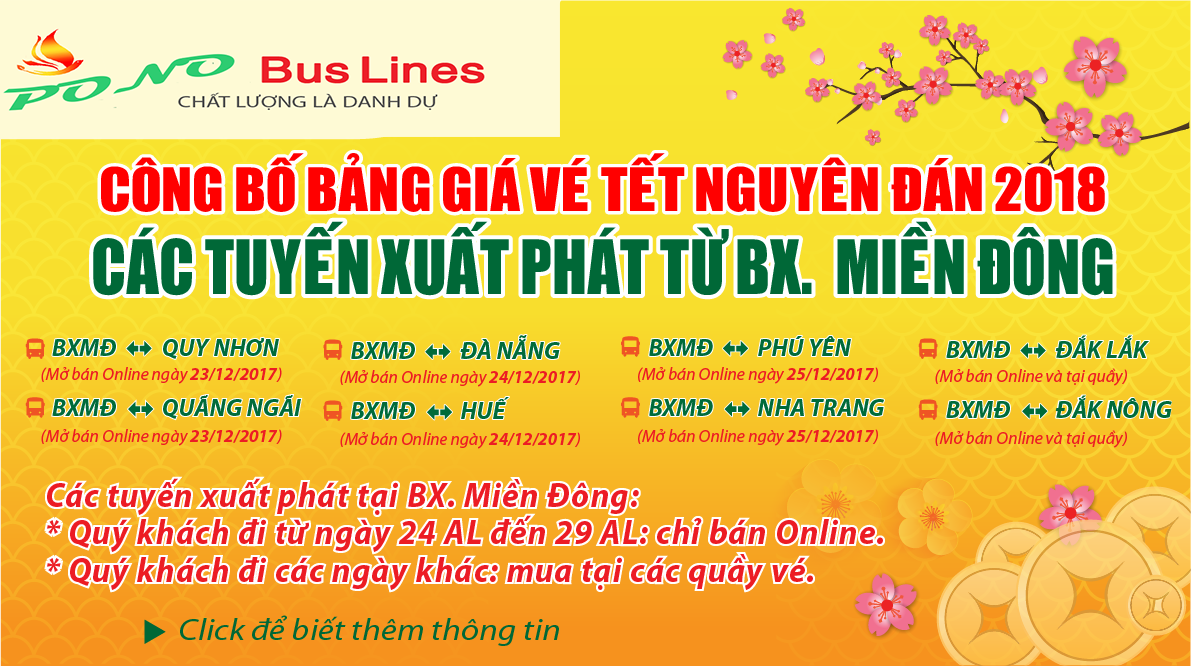 PO NO Bus Lines
CHẤT LƯỢNG LÀ DANH DỰ
CÔNG BỐ BẢNG GIÁ VÉ TẾT NGUYÊN ĐÁN 2018
CÁC TUYẾN XUẤT PHÁT TỪ BX. MIỀN ĐÔNG
BXMĐ ↔ QUY NHƠN
(Mở bán Online ngày 23/12/2017)
BXMĐ ↔ QUÃNG NGÃI
(Mở bán Online ngày 23/12/2017)
BXMĐ ↔ ĐÀ NẴNG
(Mở bán Online ngày 24/12/2017)
BXMĐ ↔ HUẾ
(Mở bán Online ngày 24/12/2017)
BXMĐ ↔ PHÚ YÊN
(Mở bán Online ngày 25/12/2017)
BXMĐ ↔ NHA TRANG
(Mở bán Online ngày 25/12/2017)
BXMĐ ↔ ĐẮK LẮK
(Mở bán Online và tại quầy)
BXMĐ ↔ ĐẮK NÔNG
(Mở bán Online và tại quầy)
Các tuyến xuất phát tại BX. Miền Đông:
* Quý khách đi từ ngày 24 AL đến 29 AL: chỉ bán Online.
* Quý khách đi các ngày khác: mua tại các quầy vé.
Click để biết thêm thông tin